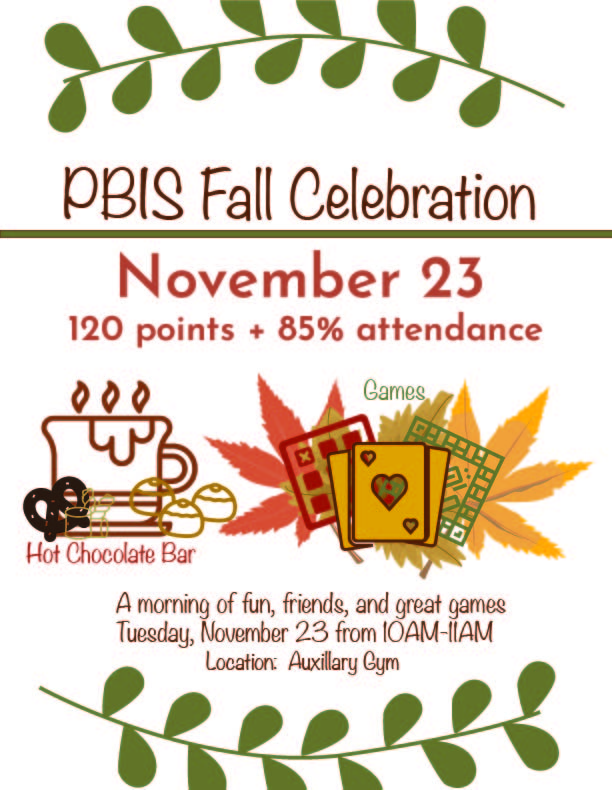 PBIS Fall Celebration
November 23
120 points + 85% attendance
Games
Hot Chocolate Bar
A morning of fun, friends, and great games
Tuesday, November 23 from 10AM-11AM
Location: Auxillary Gym